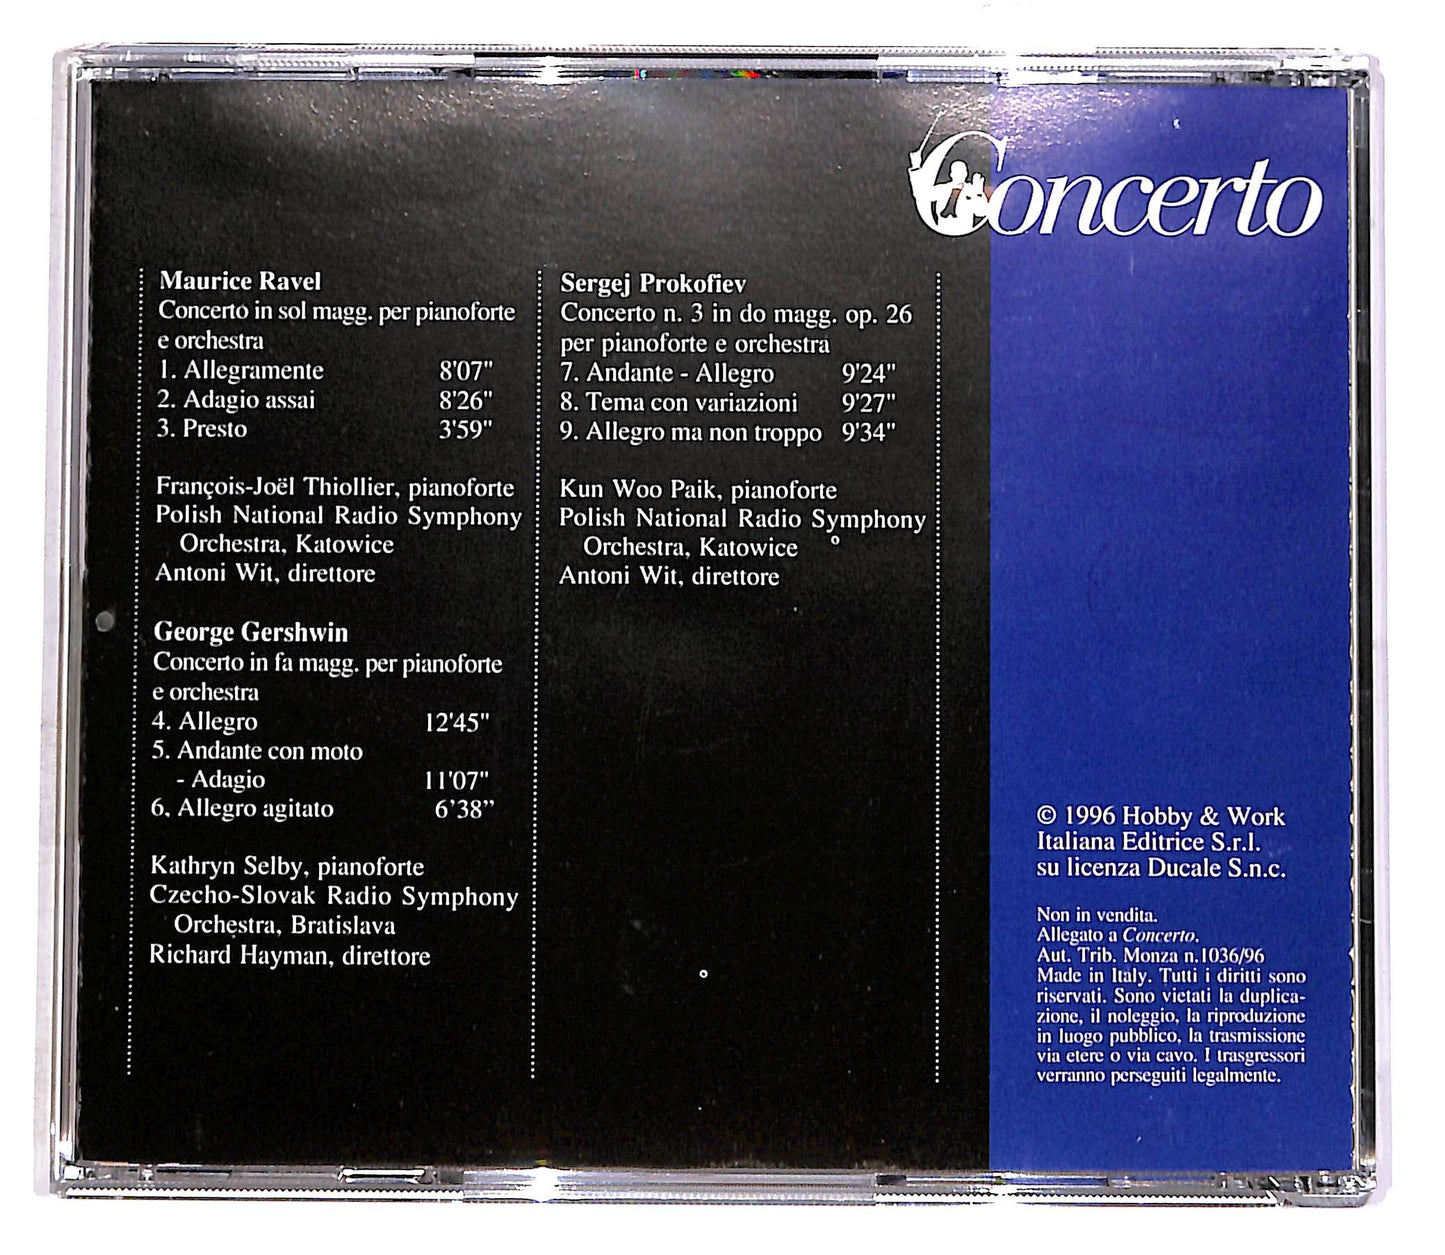 Concerto
Maurice Ravel
Concerto in sol magg. per pianoforte
e orchestra
1. Allegramente 8'07"
2. Adagio assai 8'26"
3. Presto 3'59"
François-Joël Thiollier, pianoforte
Polish National Radio Symphony
Orchestra, Katowice
Antoni Wit, direttore
George Gershwin
Concerto in fa magg. per pianoforte
e orchestra
4. Allegro 12'45"
5. Andante con moto
- Adagio 11'07"
6. Allegro agitato 6'38"
Kathryn Selby, pianoforte
Czecho-Slovak Radio Symphony
Orchestra, Bratislava
Richard Hayman, direttore
Sergej Prokofiev
Concerto n. 3 in do magg. op. 26
per pianoforte e orchestra
7. Andante - Allegro 9'24"
8. Tema con variazioni 9'27"
9. Allegro ma non troppo 9'34"
Kun Woo Paik, pianoforte
Polish National Radio Symphony
Orchestra, Katowice
Antoni Wit, direttore
© 1996 Hobby & Work
Italiana Editrice S.r.l.
su licenza Ducale S.n.c.
Non in vendita.
Allegato a Concerto.
Aut. Trib. Monza n.1036/96
Made in Italy. Tutti i diritti sono
riservati. Sono vietati la duplica-
zione, il noleggio, la riproduzione
in luogo pubblico, la trasmissione
via etere o via cavo. I trasgressori
verranno perseguiti legalmente.